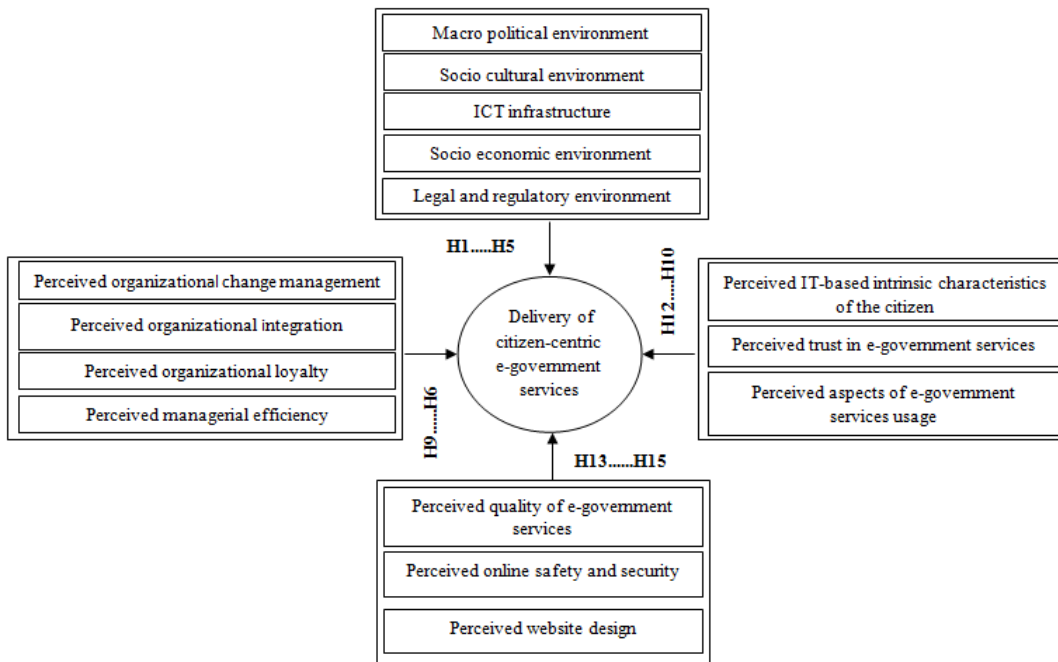 Macro political environment
Socio cultural environment
ICT infrastructure
Socio economic environment
Legal and regulatory environment
H1.....H5
Perceived organizational change management
Perceived organizational integration
Perceived organizational loyalty
Perceived managerial efficiency
H9......H6
Delivery of
citizen-centric
e-government
services
H12.....H10
Perceived IT-based intrinsic characteristics
of the citizen
Perceived trust in e-government services
Perceived aspects of e-government
services usage
H13......H15
Perceived quality of e-government
services
Perceived online safety and security
Perceived website design